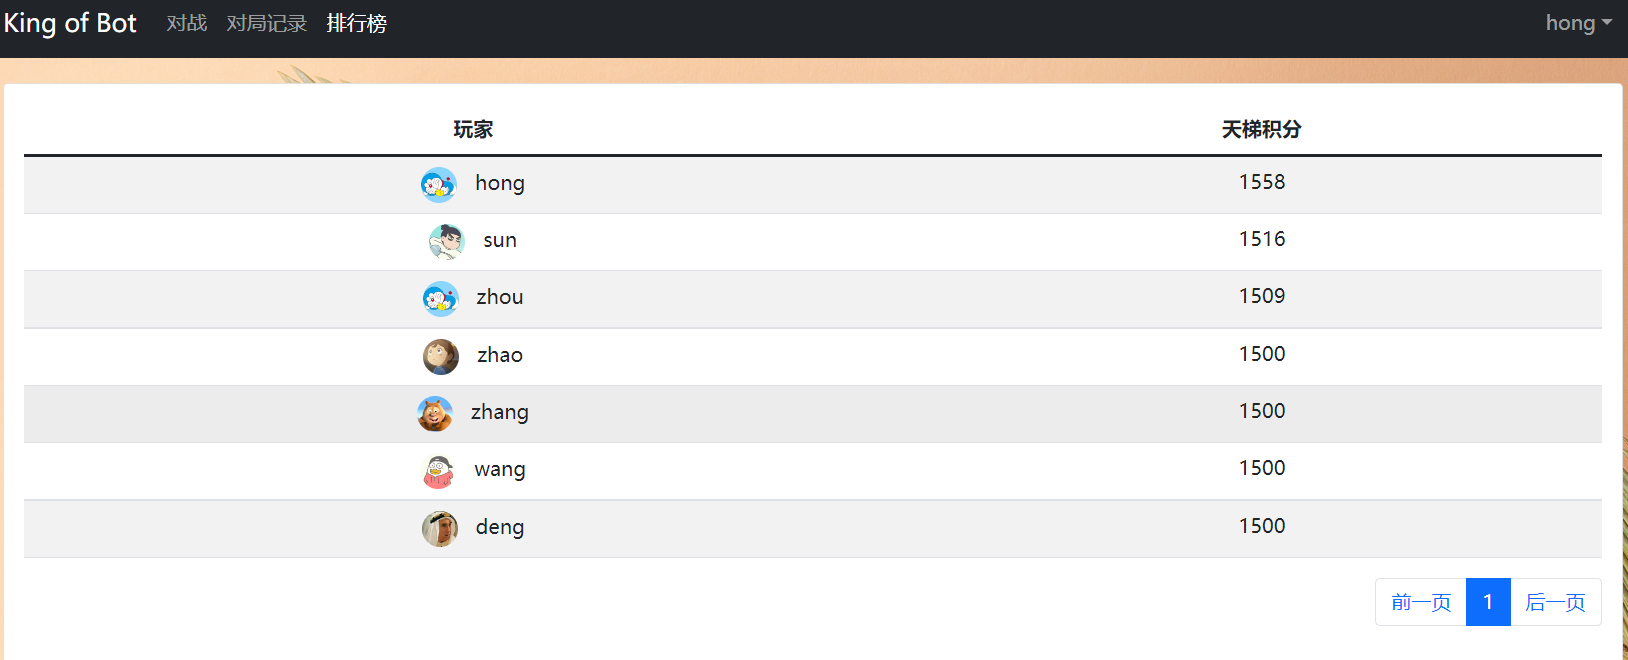 King of Bot 对战 对局记录 排行榜 hong
玩家 天梯积分
hong 1558
sun 1516
zhou 1509
zhao 1500
zhang 1500
wang 1500
deng 1500
前一页 1 后一页